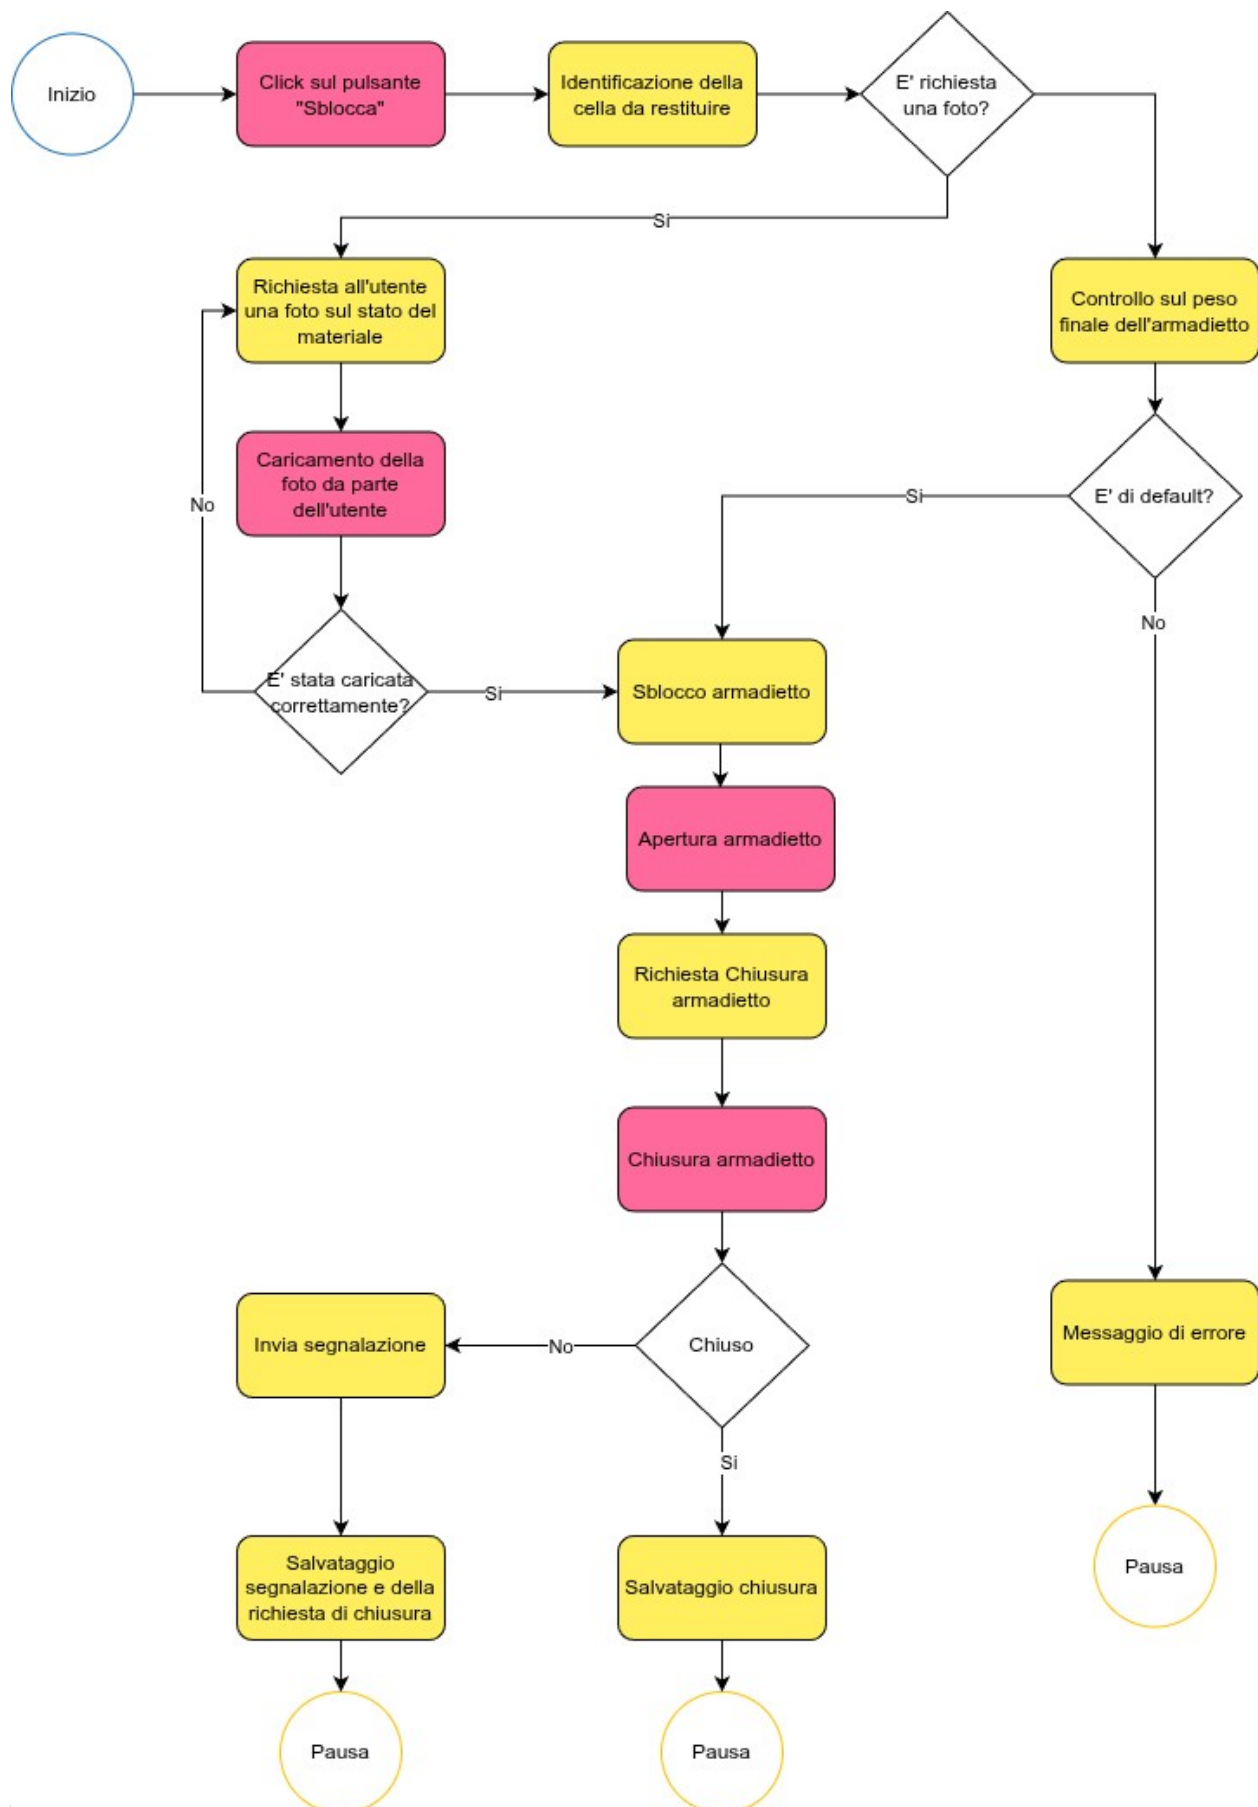 Inizio
Click sul pulsante
"Sblocca"
Identificazione della
cella da restituire
E' richiesta
una foto?
Si
Richiesta all'utente
una foto sul stato del
materiale
Controllo sul peso
finale dell'armadietto
No
Caricamento della
foto da parte
dell'utente
Si
E' di default?
No
E' stata caricata
correttamente?
Si
Sblocco armadietto
Apertura armadietto
Richiesta Chiusura
armadietto
Chiusura armadietto
Invia segnalazione
No
Chiuso
Messaggio di errore
Si
Salvataggio
segnalazione e della
richiesta di chiusura
Salvataggio chiusura
Pausa
Pausa
Pausa